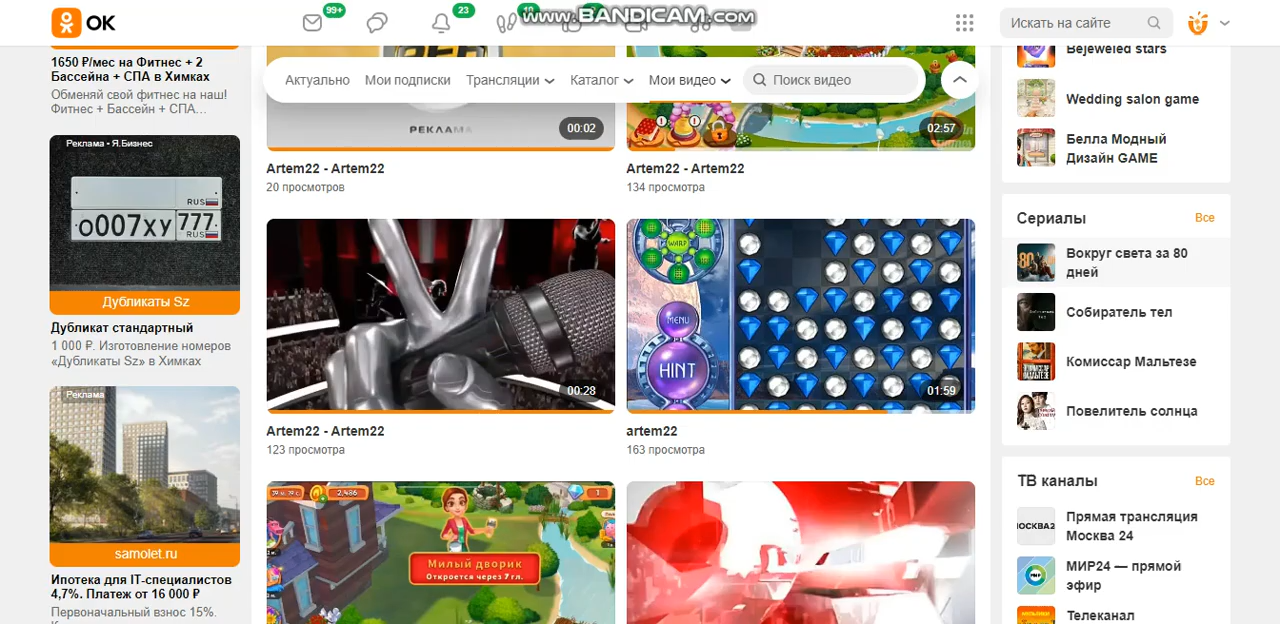 OK
99+
23
www.BANDICAM.com
Искать на сайте
Актуально
Мои подписки
Трансляции
Каталог
Мои видео
Поиск видео
1650 ₽/мес на Фитнес + 2
Бассейна + СПА в Химках
Обменяй свой фитнес на наш!
Фитнес + Бассейн + СПА...
Реклама - Я.Бизнес
RUS
о007ху 777
RUS
Дубликаты Sz
Дубликат стандартный
1 000 ₽. Изготовление номеров
«Дубликаты Sz» в Химках
Реклама
samolet.ru
Ипотека для IT-специалистов
4,7%. Платеж от 16 000 ₽
Первоначальный взнос 15%.
РЕКЛАМА
00:02
Artem22 - Artem22
20 просмотров
02:57
Artem22 - Artem22
134 просмотра
00:28
Artem22 - Artem22
123 просмотра
WARP
MENU
HINT
01:59
artem22
163 просмотра
2,486
1
Милый дворик
Откроется через 7 гл.
Bejeweled stars
Wedding salon game
Белла Модный
Дизайн GAME
Сериалы
Все
80
Вокруг света за 80
дней
Собиратель тел
Комиссар Мальтезе
Повелитель солнца
ТВ каналы
Все
Прямая трансляция
Москва 24
МИР24 — прямой
эфир
Телеканал